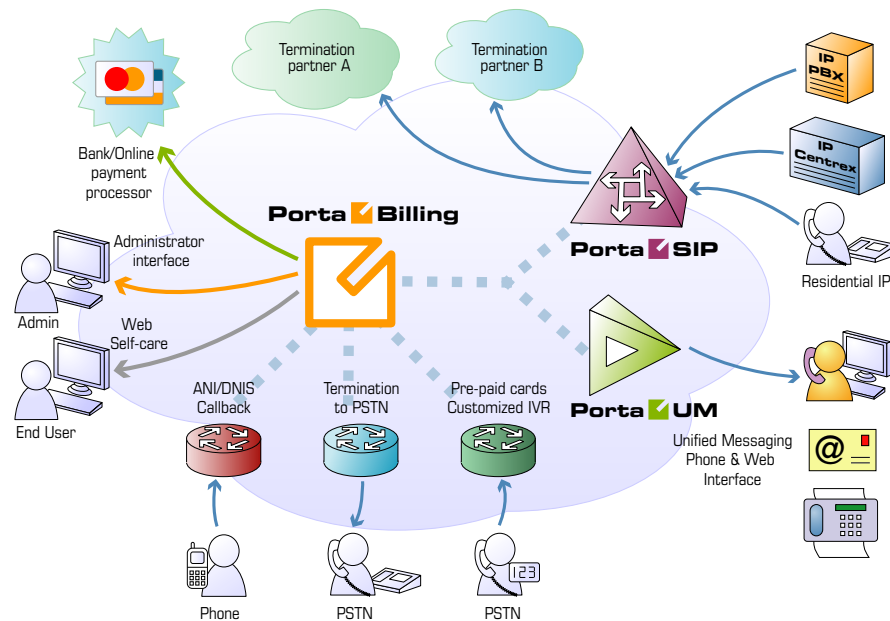 Termination
partner A
Termination
partner B
IP
PBX
IP
Centrex
Bank/Online
payment
processor
Porta Billing
Porta SIP
Residential IP
Administrator
interface
Admin
Web
Self-care
End User
ANI/DNIS
Callback
Termination
to PSTN
Pre-paid cards
Customized IVR
Porta UM
Unified Messaging
Phone & Web
Interface
@
123
Phone
PSTN
PSTN